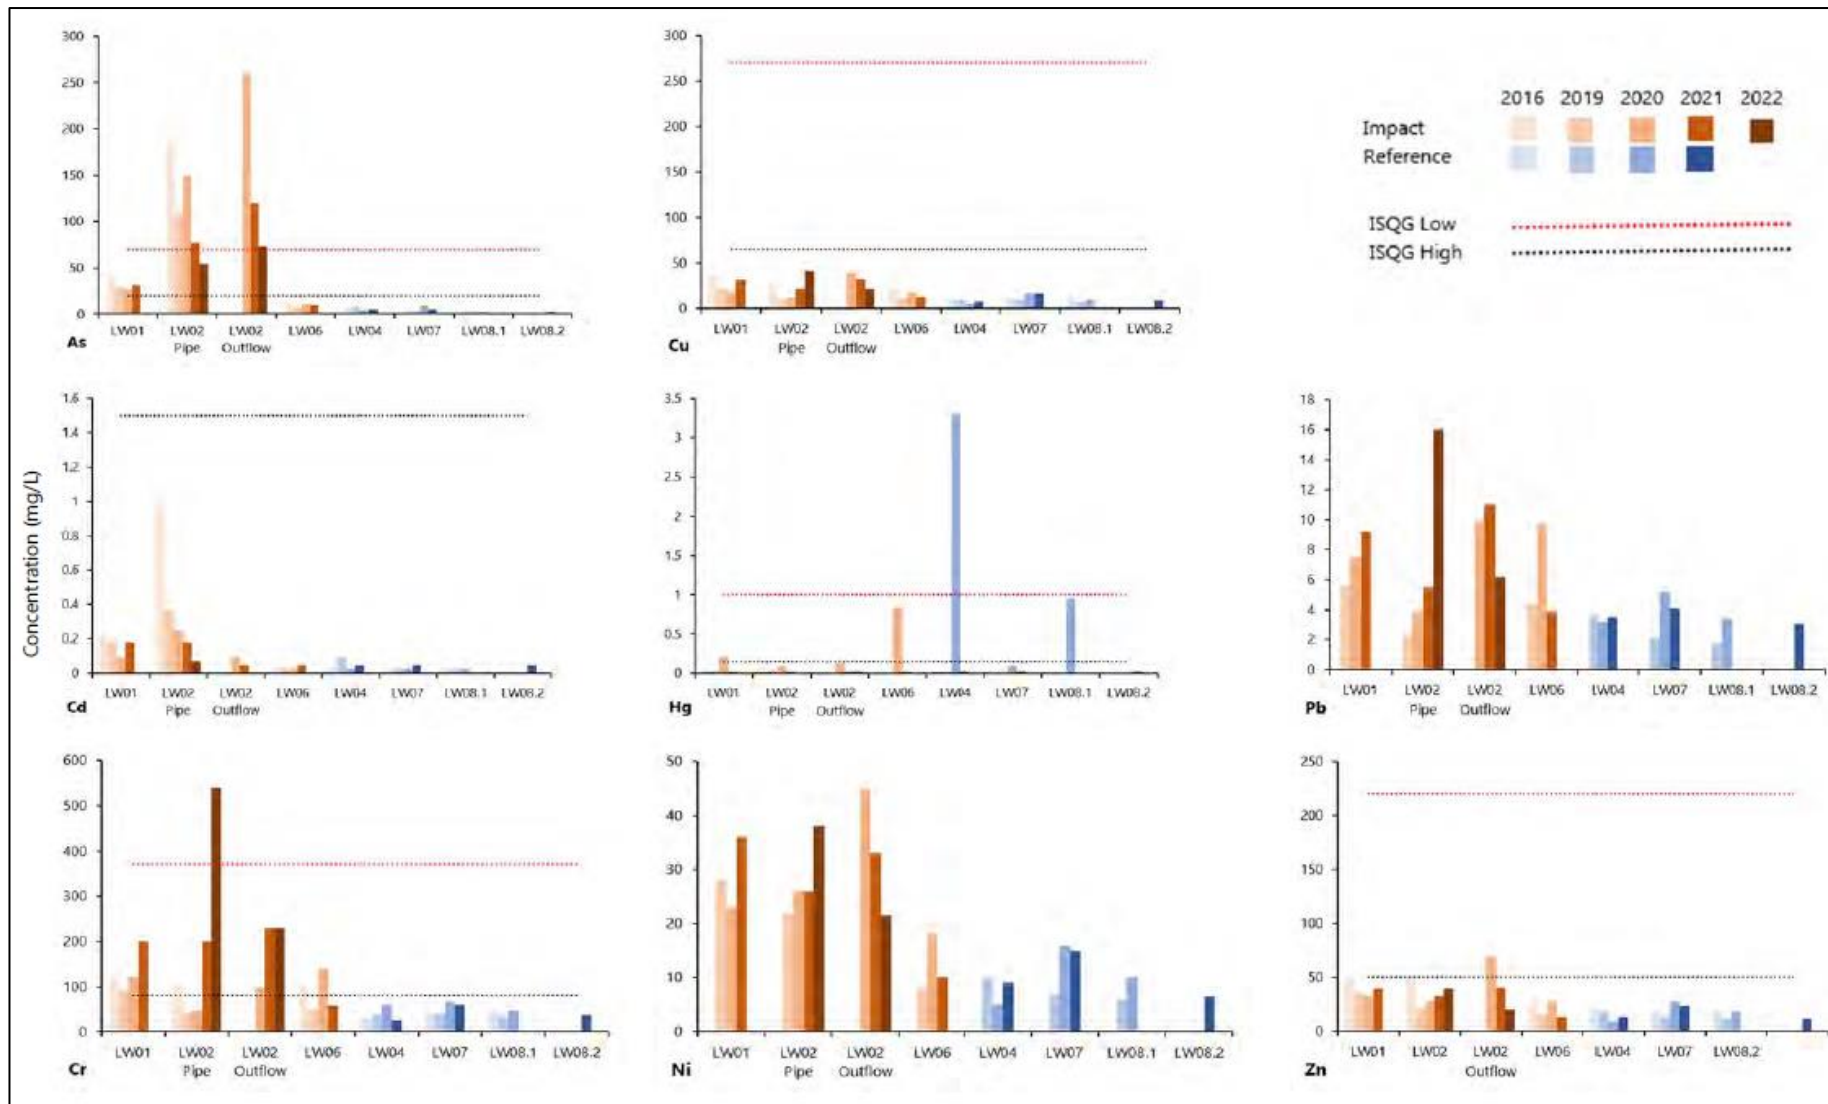 300
250
200
150
100
50
0
LW01 LW02 LW02 LW06 LW04 LW07 LW08.1 LW08.2
Pipe Outflow
As
300
250
200
150
100
50
0
LW01 LW02 LW02 LW06 LW04 LW07 LW08.1 LW08.2
Pipe Outflow
Cu
2016 2019 2020 2021 2022
Impact
Reference
ISQG Low
ISQG High
Concentration (mg/L)
1.6
1.4
1.2
1
0.8
0.6
0.4
0.2
0
LW01 LW02 LW02 LW06 LW04 LW07 LW08.1 LW08.2
Pipe Outflow
Cd
3.5
3
2.5
2
1.5
1
0.5
0
LW01 LW02 LW02 LW06 LW04 LW07 LW08.1 LW08.2
Pipe Outflow
Hg
18
16
14
12
10
8
6
4
2
0
LW01 LW02 LW02 LW06 LW04 LW07 LW08.1 LW08.2
Pipe Outflow
Pb
600
500
400
300
200
100
0
LW01 LW02 LW02 LW06 LW04 LW07 LW08.1 LW08.2
Pipe Outflow
Cr
50
40
30
20
10
0
LW01 LW02 LW02 LW06 LW04 LW07 LW08.1 LW08.2
Pipe Outflow
Ni
250
200
150
100
50
0
LW01 LW02 LW02 LW06 LW04 LW07 LW08.2
Outflow
Zn